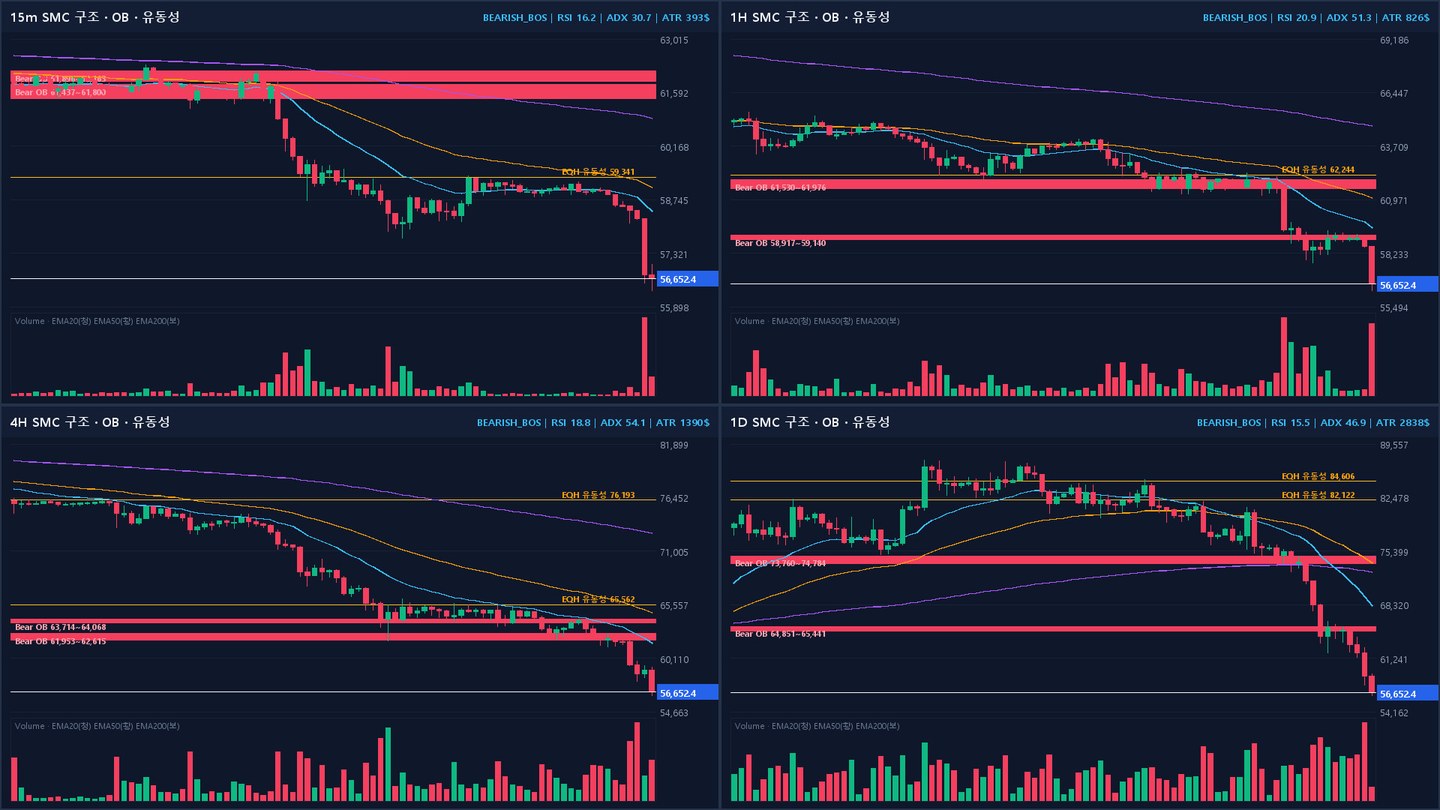 15m SMC 구조 · OB · 유동성
BEARISH_BOS | RSI 16.2 | ADX 30.7 | ATR 393$
63,015
Bear OB 61,437~61,800
61,592
60,168
EQH 유동성 59,341
58,745
57,321
56,652.4
55,898
Volume · EMA20(청) EMA50(황) EMA200(보)
1H SMC 구조 · OB · 유동성
BEARISH_BOS | RSI 20.9 | ADX 51.3 | ATR 826$
69,186
66,447
63,709
EQH 유동성 62,244
Bear OB 61,530~61,976
60,971
Bear OB 58,917~59,140
58,233
56,652.4
55,494
Volume · EMA20(청) EMA50(황) EMA200(보)
4H SMC 구조 · OB · 유동성
BEARISH_BOS | RSI 18.8 | ADX 54.1 | ATR 1390$
81,899
EQH 유동성 76,193
76,452
71,005
EQH 유동성 65,562
65,557
Bear OB 63,714~64,068
Bear OB 61,953~62,615
60,110
56,652.4
54,663
Volume · EMA20(청) EMA50(황) EMA200(보)
1D SMC 구조 · OB · 유동성
BEARISH_BOS | RSI 15.5 | ADX 46.9 | ATR 2838$
89,557
EQH 유동성 84,606
EQH 유동성 82,122
82,478
75,399
Bear OB 73,760~74,784
68,320
Bear OB 64,851~65,441
61,241
56,652.4
54,162
Volume · EMA20(청) EMA50(황) EMA200(보)